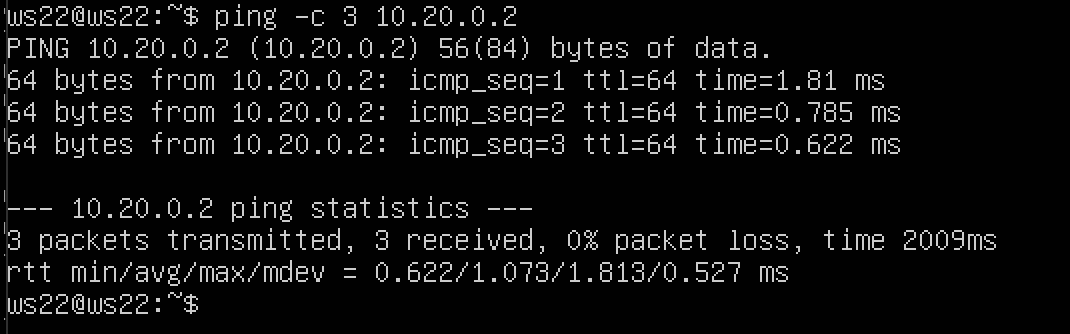 ws22@ws22:~$ ping -c 3 10.20.0.2
PING 10.20.0.2 (10.20.0.2) 56(84) bytes of data.
64 bytes from 10.20.0.2: icmp_seq=1 ttl=64 time=1.81 ms
64 bytes from 10.20.0.2: icmp_seq=2 ttl=64 time=0.785 ms
64 bytes from 10.20.0.2: icmp_seq=3 ttl=64 time=0.622 ms
--- 10.20.0.2 ping statistics ---
3 packets transmitted, 3 received, 0% packet loss, time 2009ms
rtt min/avg/max/mdev = 0.622/1.073/1.813/0.527 ms
ws22@ws22:~$